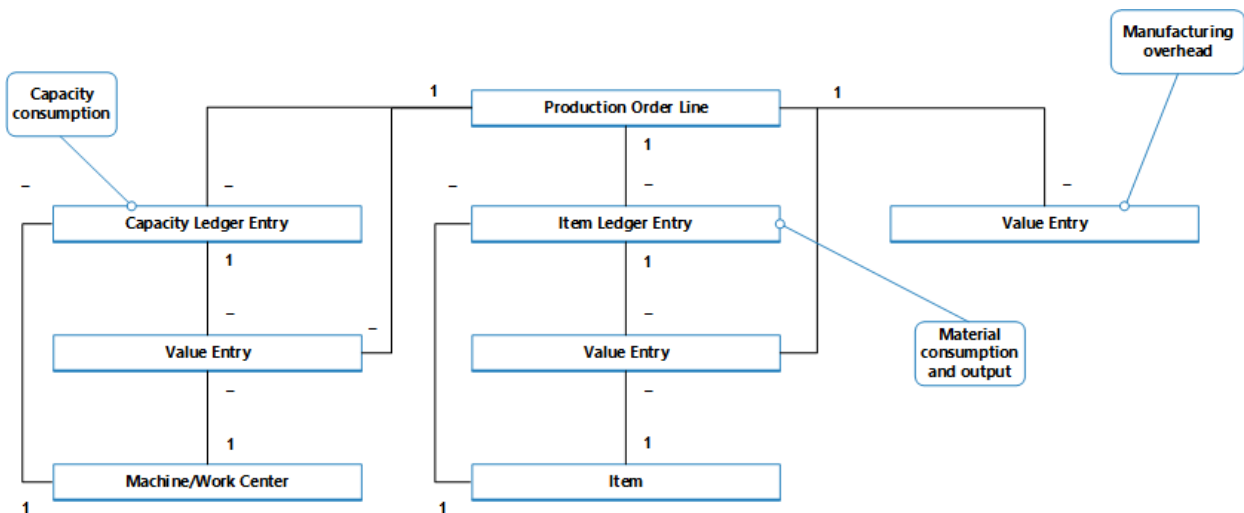 Manufacturing
overhead
Capacity
consumption
1
Production Order Line
1
1
–
–
–
–
–
Capacity Ledger Entry
Item Ledger Entry
Value Entry
1
1
–
–
–
Material
consumption
and output
Value Entry
Value Entry
–
–
1
1
Machine/Work Center
Item
1
1